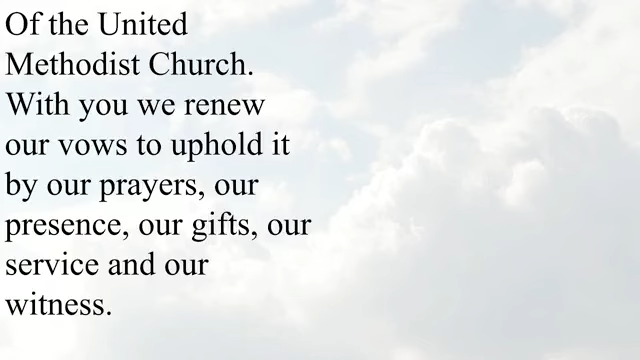 Of the United
Methodist Church.
With you we renew
our vows to uphold it
by our prayers, our
presence, our gifts, our
service and our
witness.